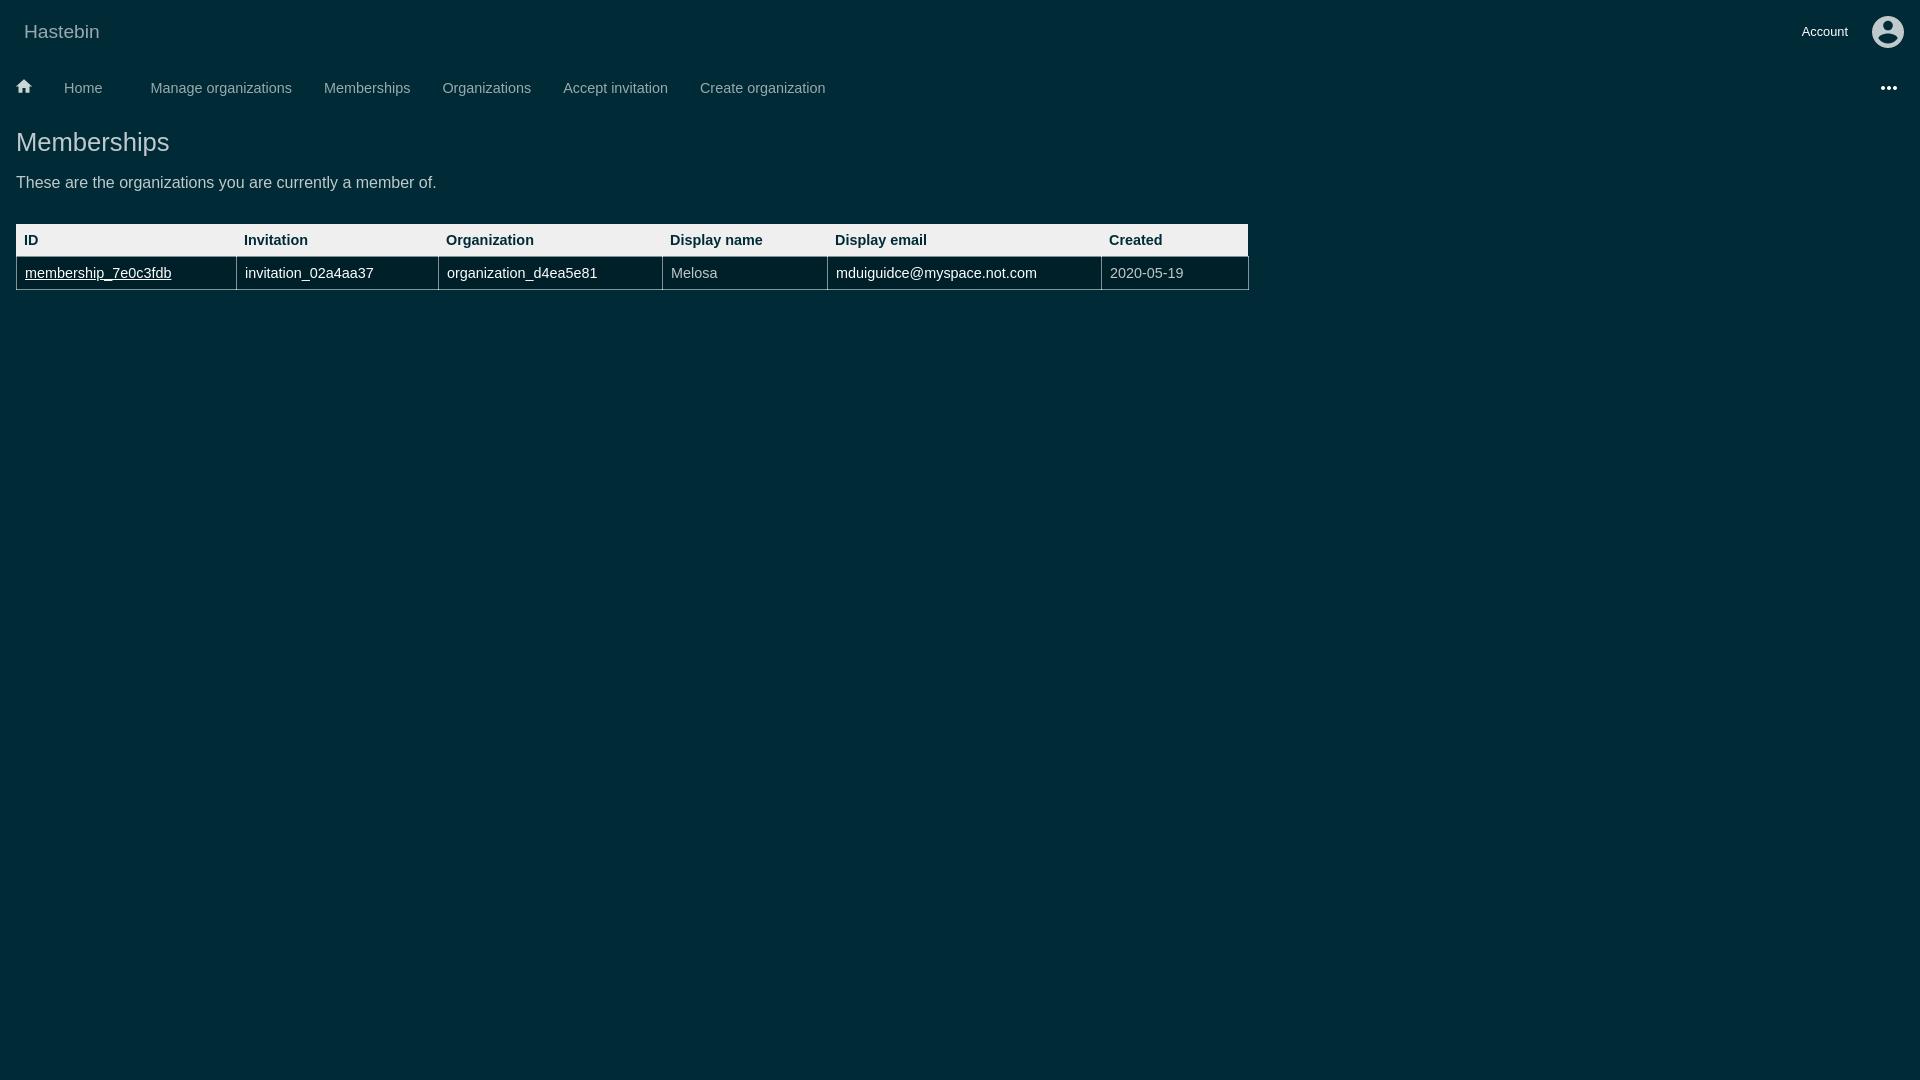 Hastebin
Account
Home Manage organizations Memberships Organizations Accept invitation Create organization
Memberships
These are the organizations you are currently a member of.
ID Invitation Organization Display name Display email Created
membership_7e0c3fdb invitation_02a4aa37 organization_d4ea5e81 Melosa mduiguidce@myspace.not.com 2020-05-19